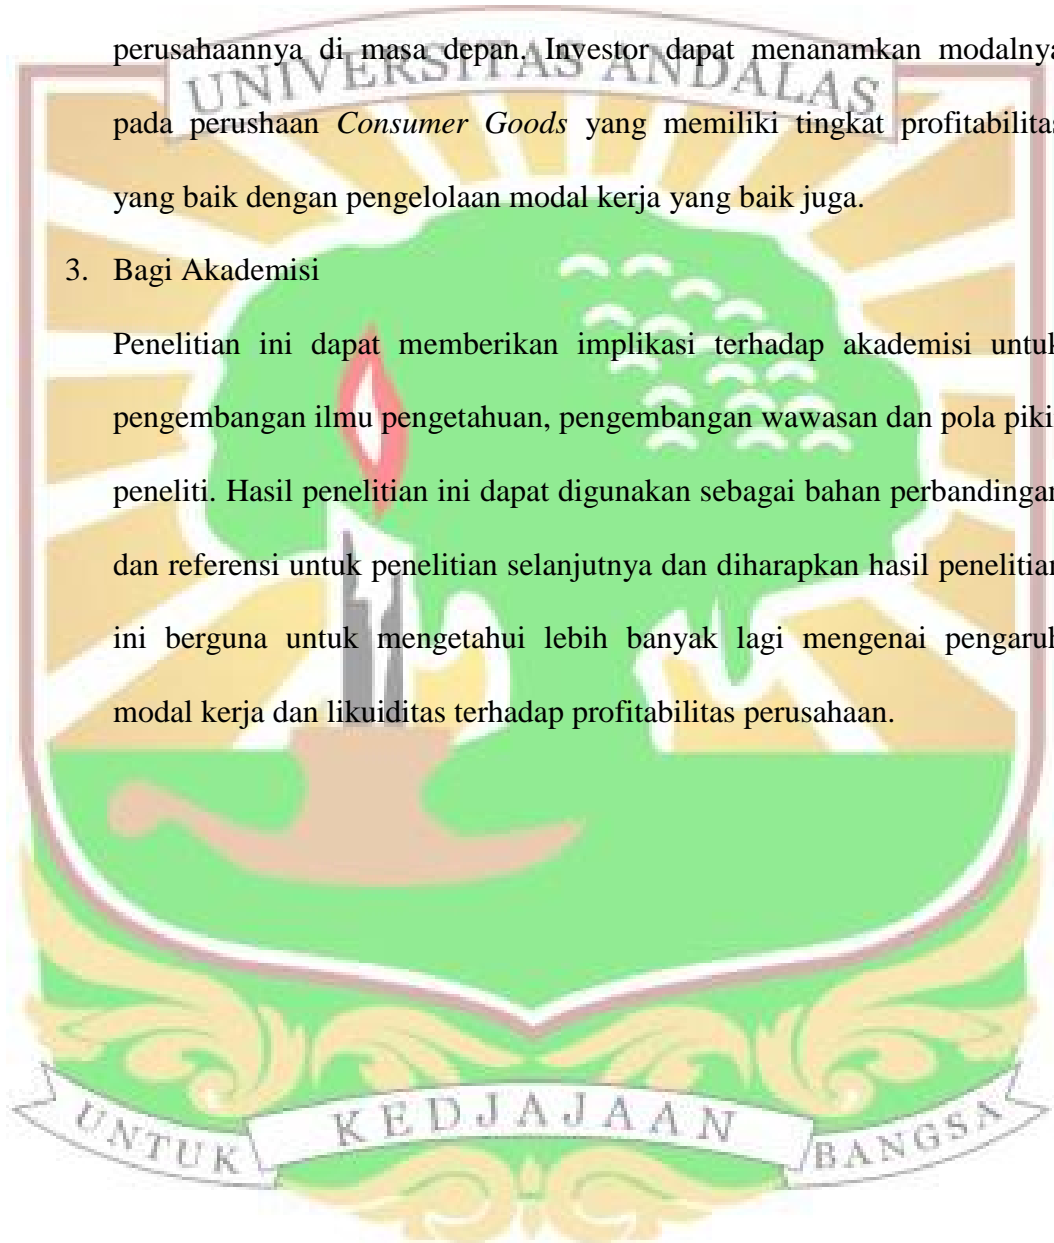 perusahaannya di masa depan. Investor dapat menanamkan modalnya
UNIVERSITAS ANDALAS
pada perushaan Consumer Goods yang memiliki tingkat profitabilitas
yang baik dengan pengelolaan modal kerja yang baik juga.
3. Bagi Akademisi
Penelitian ini dapat memberikan implikasi terhadap akademisi untuk
pengembangan ilmu pengetahuan, pengembangan wawasan dan pola piki
peneliti. Hasil penelitian ini dapat digunakan sebagai bahan perbandingan
dan referensi untuk penelitian selanjutnya dan diharapkan hasil penelitian
ini berguna untuk mengetahui lebih banyak lagi mengenai pengaruh
modal kerja dan likuiditas terhadap profitabilitas perusahaan.
UNTUK KEDJAJAAN BANGSA